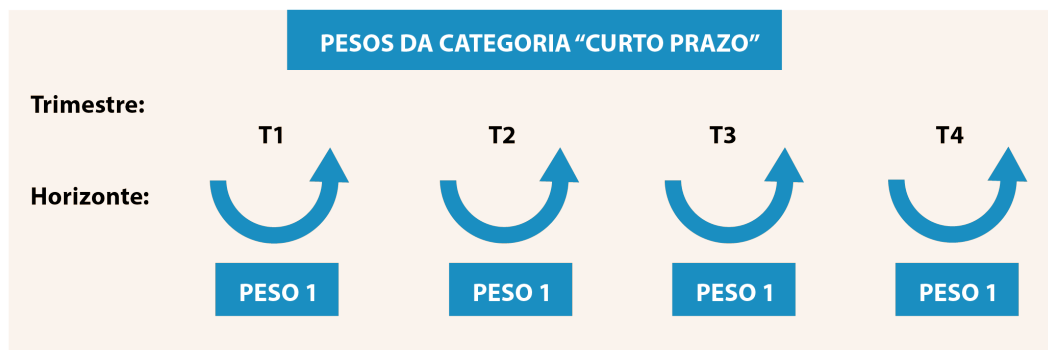 PESOS DA CATEGORIA “CURTO PRAZO”
Trimestre:
T1 T2 T3 T4
Horizonte:
PESO 1 PESO 1 PESO 1 PESO 1